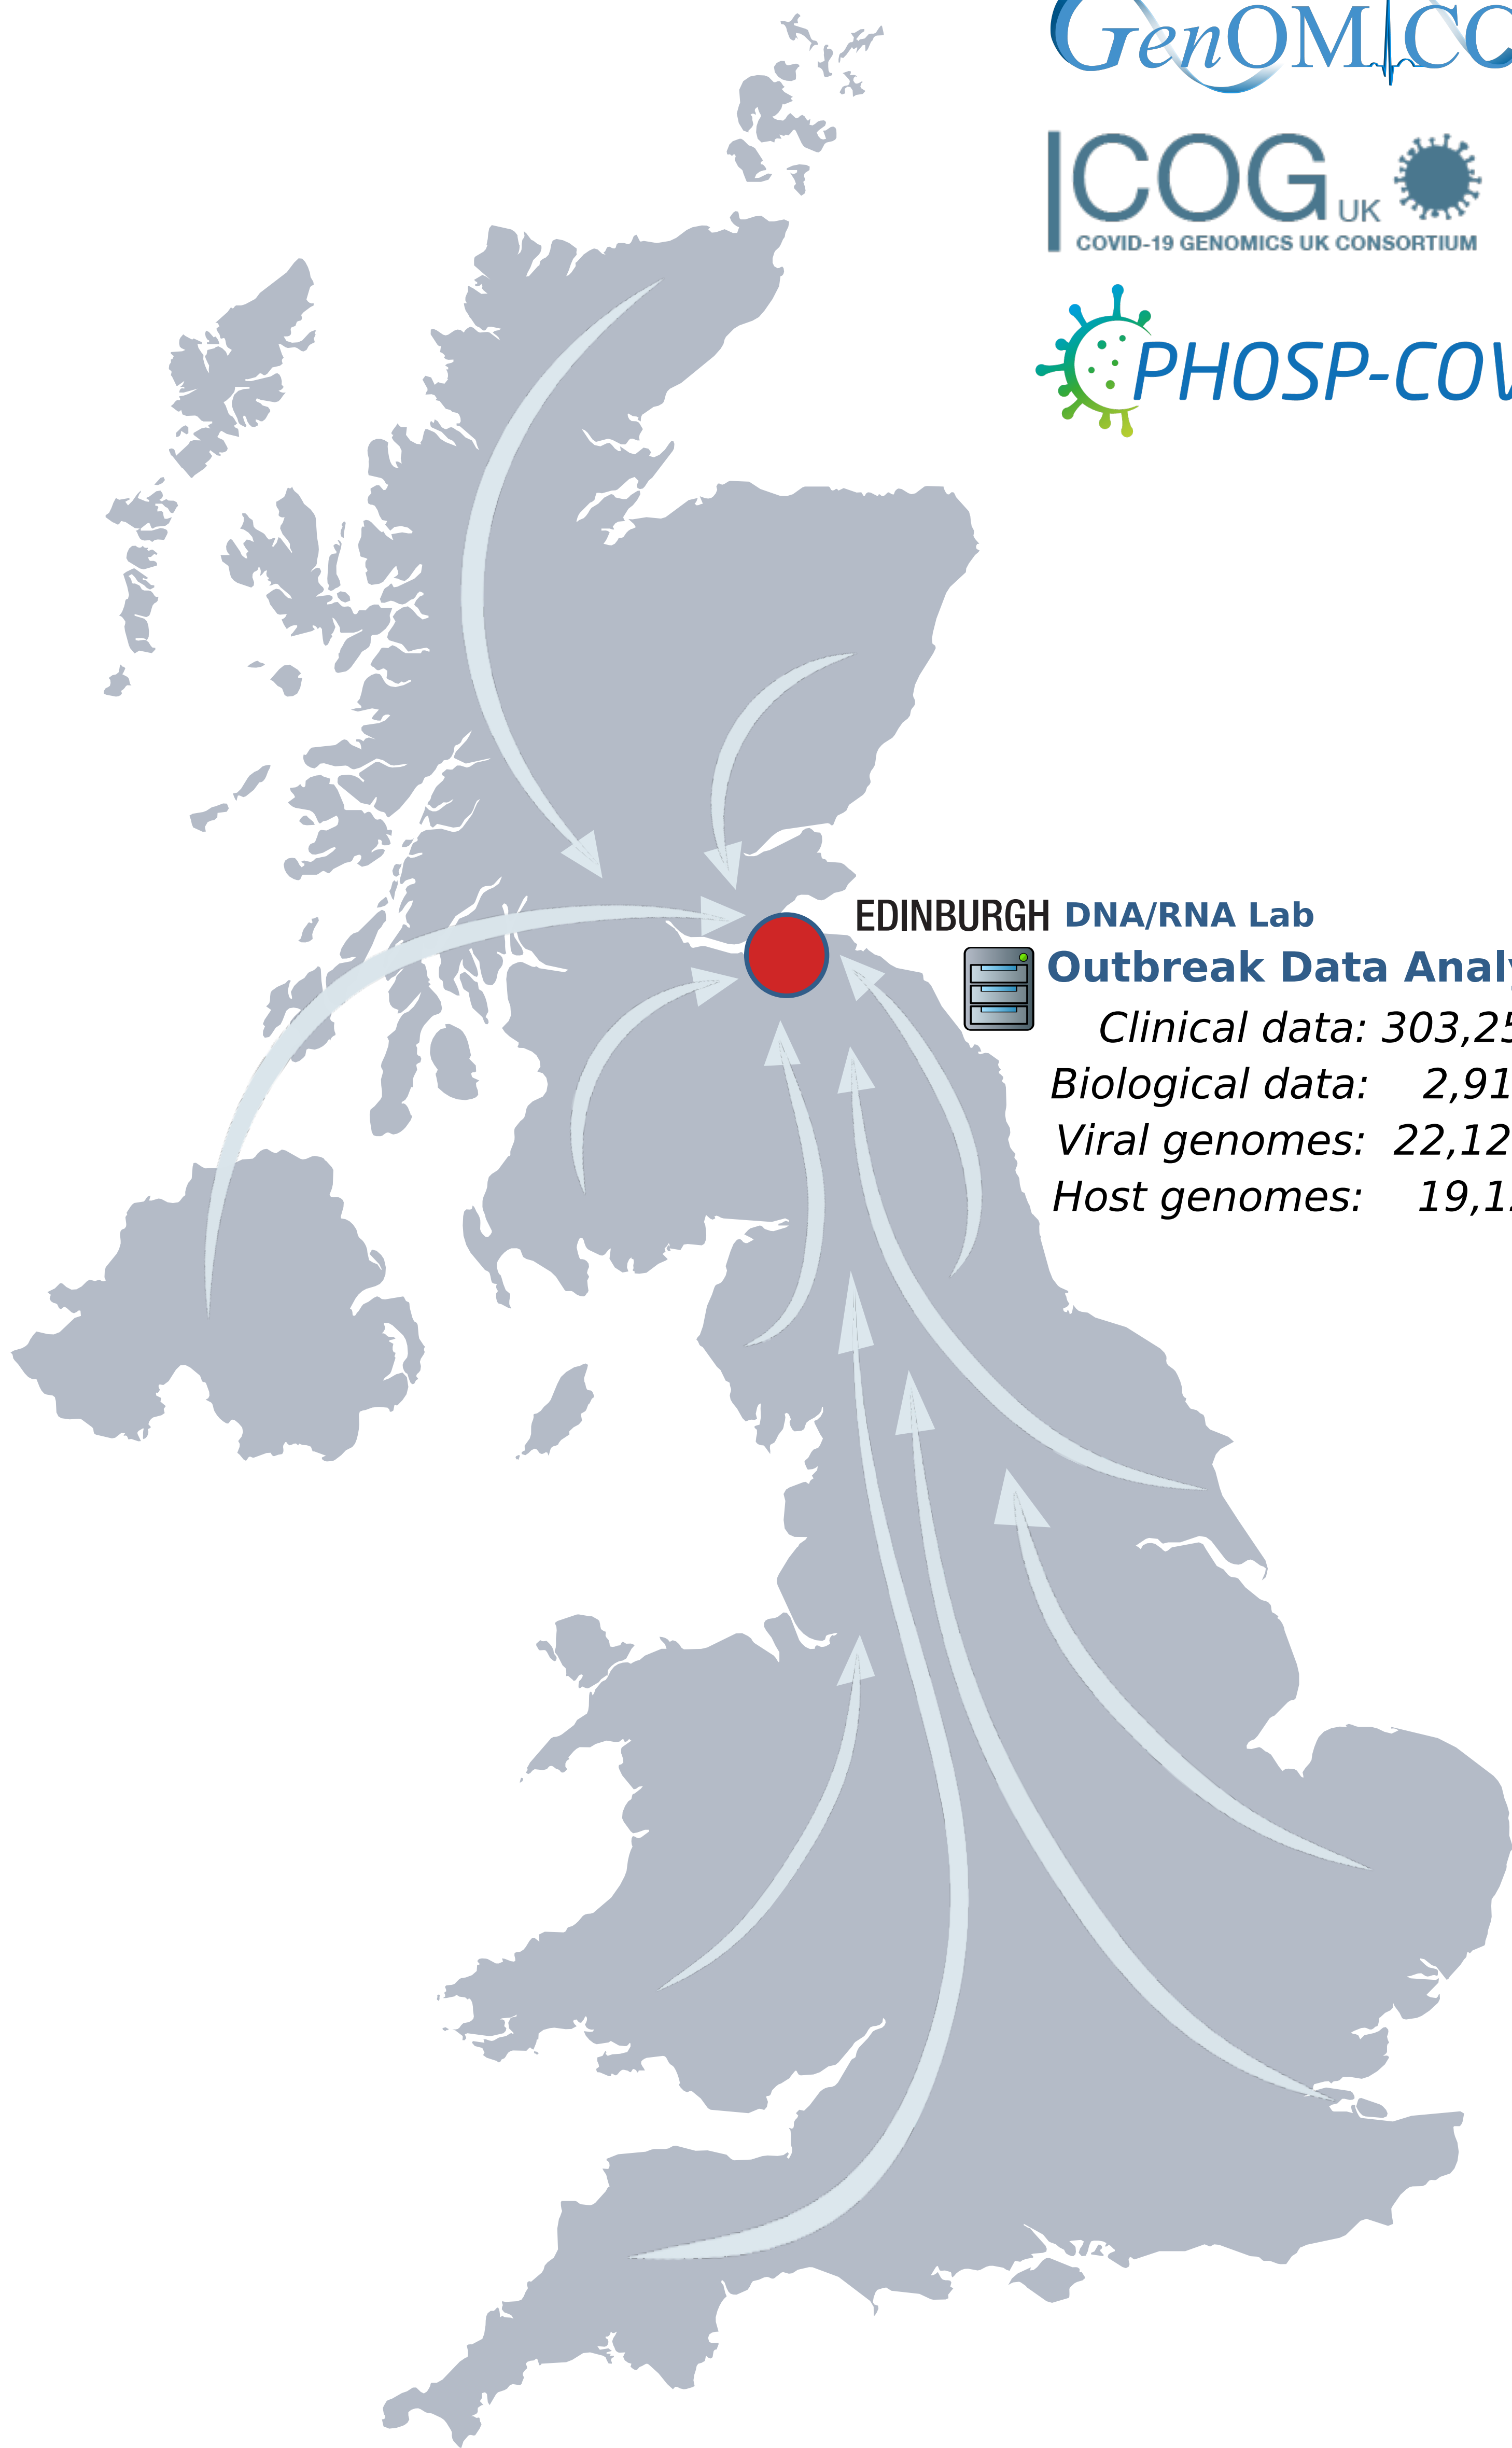 GenOMICC
COG UK
COVID-19 GENOMICS UK CONSORTIUM
PHOSP-COV
EDINBURGH DNA/RNA Lab
Outbreak Data Analy
Clinical data: 303,25
Biological data: 2,91
Viral genomes: 22,12
Host genomes: 19,1